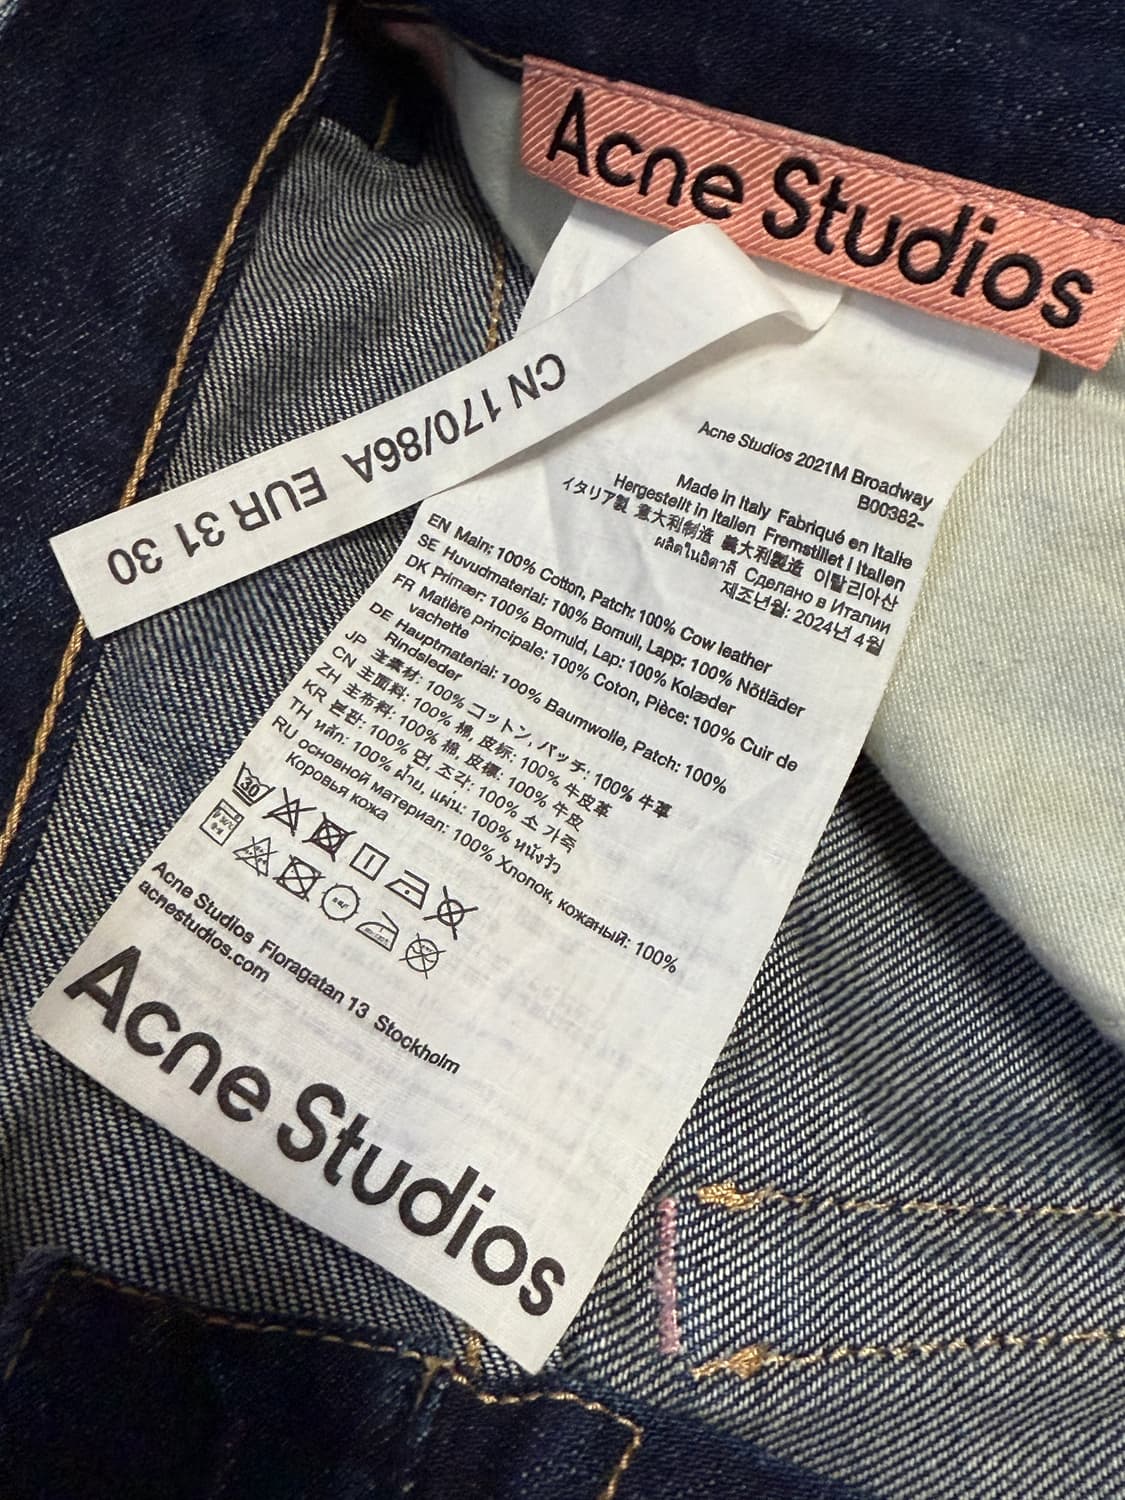 Acne Studios
CN 170/86A EUR 31 30
Acne Studios 2021M Broadway
B00382-
Made in Italy Fabriqué en Italie
Hergestellt in Italien Fremstillet I Italien
イタリア製 意大利制造 義大利製造 이탈리아산
ผลิตในอิตาลี Сделано в Италии
제조년월: 2024년 4월
EN Main: 100% Cotton, Patch: 100% Cow leather
SE Huvudmaterial: 100% Bomull, Lapp: 100% Nötläder
DK Primær: 100% Bomuld, Lap: 100% Kolæder
FR Matière principale: 100% Coton, Pièce: 100% Cuir de
vachette
DE Hauptmaterial: 100% Baumwolle, Patch: 100%
Rindsleder
JP 主素材: 100% コットン, パッチ: 100% 牛革
CN 主面料: 100% 棉, 皮标: 100% 牛皮革
ZH 主布料: 100% 棉, 皮標: 100% 牛皮
KR 본판: 100% 면, 조각: 100% 소 가죽
TH หลัก: 100% ฝ้าย, แผ่น: 100% หนังวัว
RU основной материал: 100% Хлопок, кожаный: 100%
Коровья кожа
30
Acne Studios Floragatan 13 Stockholm
acnestudios.com
Acne Studios